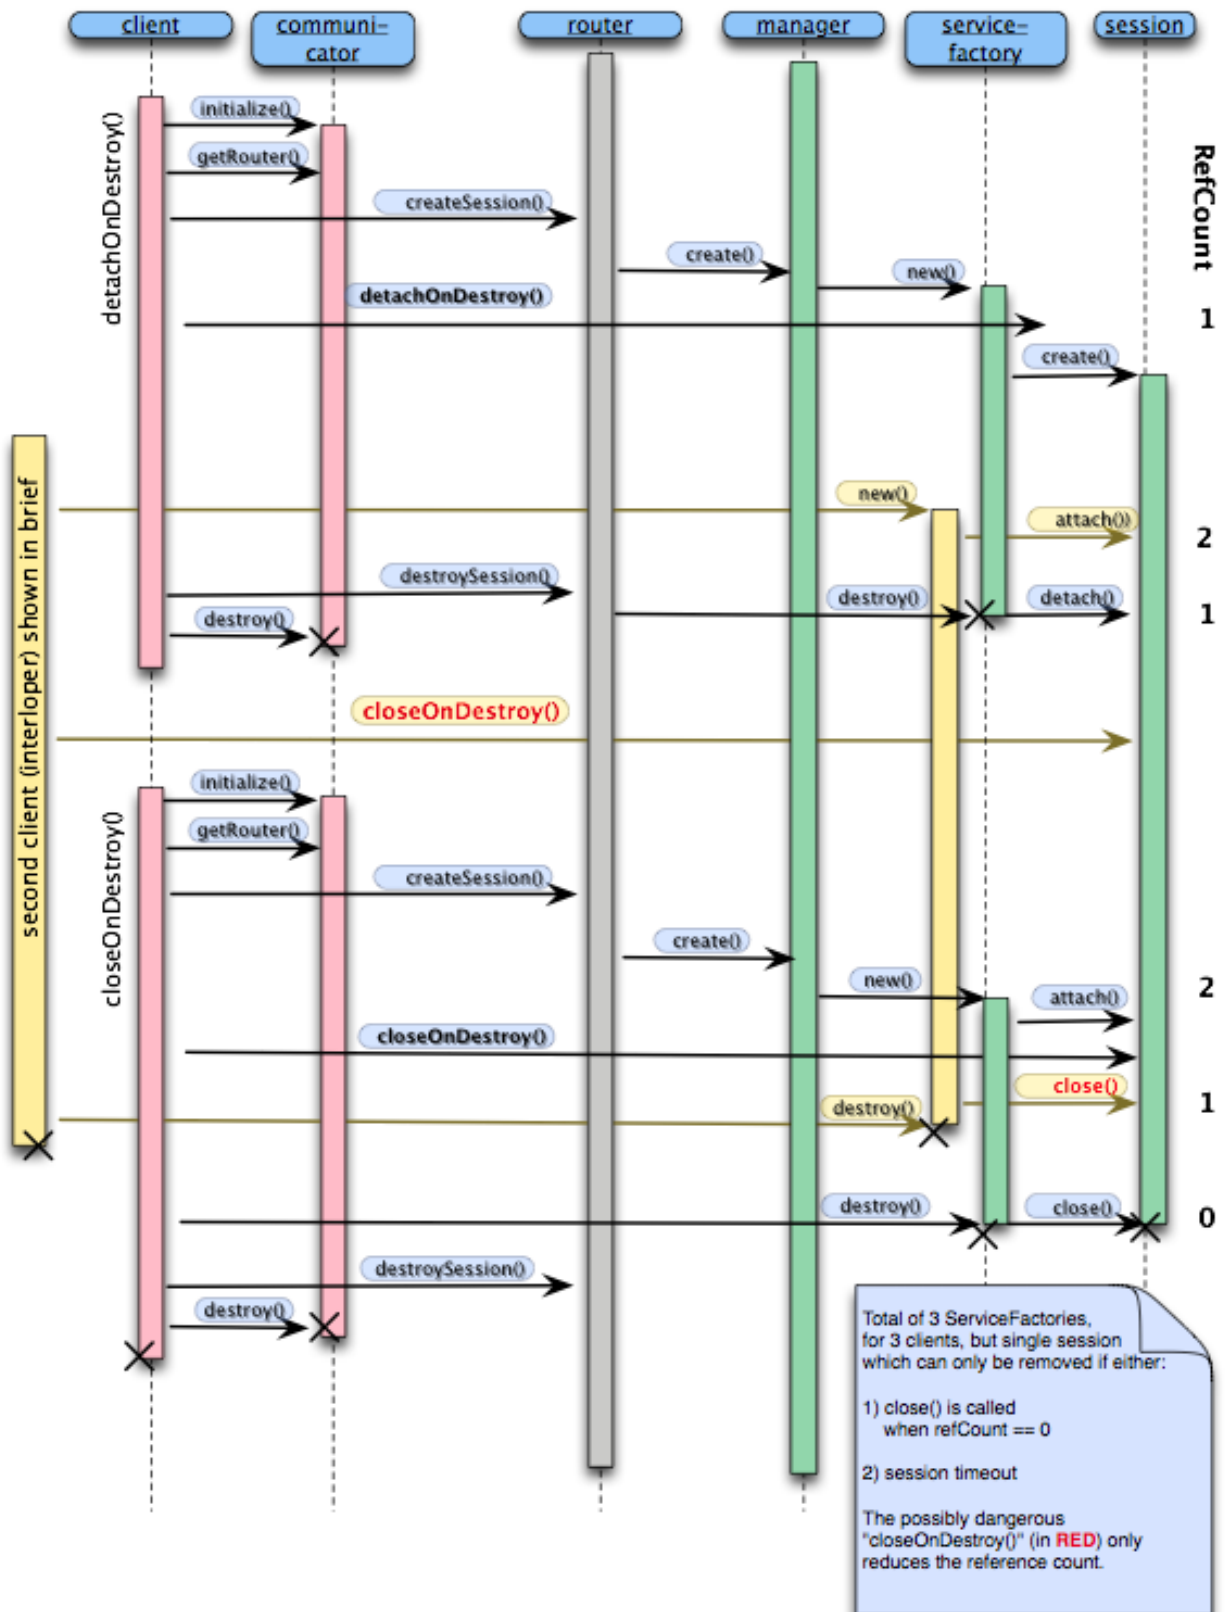 client
communi-
cator
router
manager
service-
factory
session
RefCount
detachOnDestroy()
initialize()
getRouter()
createSession()
create()
new()
detachOnDestroy()
1
create()
second client (interloper) shown in brief
new()
attach())
2
destroySession()
destroy()
detach()
1
destroy()
closeOnDestroy()
closeOnDestroy()
initialize()
getRouter()
createSession()
create()
new()
attach()
2
closeOnDestroy()
close()
1
destroy()
destroy()
close()
0
destroySession()
destroy()
Total of 3 ServiceFactories,
for 3 clients, but single session
which can only be removed if either:
1) close() is called
when refCount == 0
2) session timeout
The possibly dangerous
"closeOnDestroy()" (in RED) only
reduces the reference count.